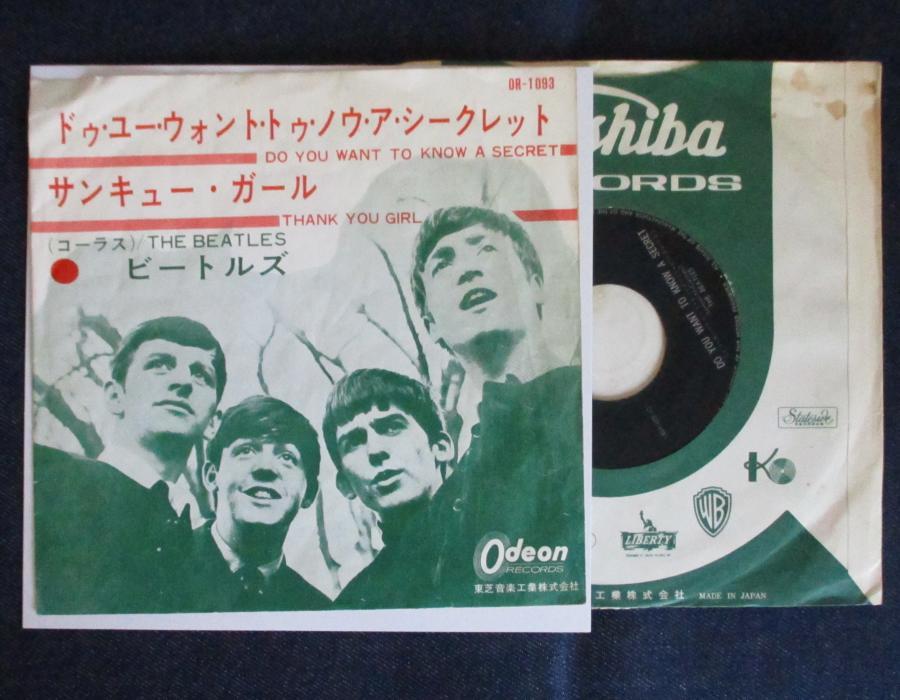 OR-1093
ドゥ・ユー・ウォント・トゥ・ノウ・ア・シークレット
DO YOU WANT TO KNOW A SECRET
サンキュー・ガール
THANK YOU GIRL
(コーラス)/THE BEATLES
ビートルズ
Odeon
RECORDS
東芝音楽工業株式会社
shiba
ORDS
DO YOU WANT TO KNOW A SECRET
THE BEATLES
Stateside
K
WB
LIBERTY
工業株式会社 MADE IN JAPAN